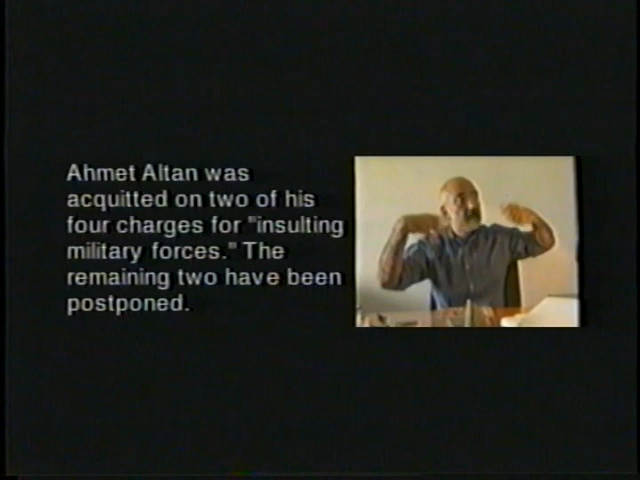 Ahmet Altan was
acquitted on two of his
four charges for "insulting
military forces." The
remaining two have been
postponed.